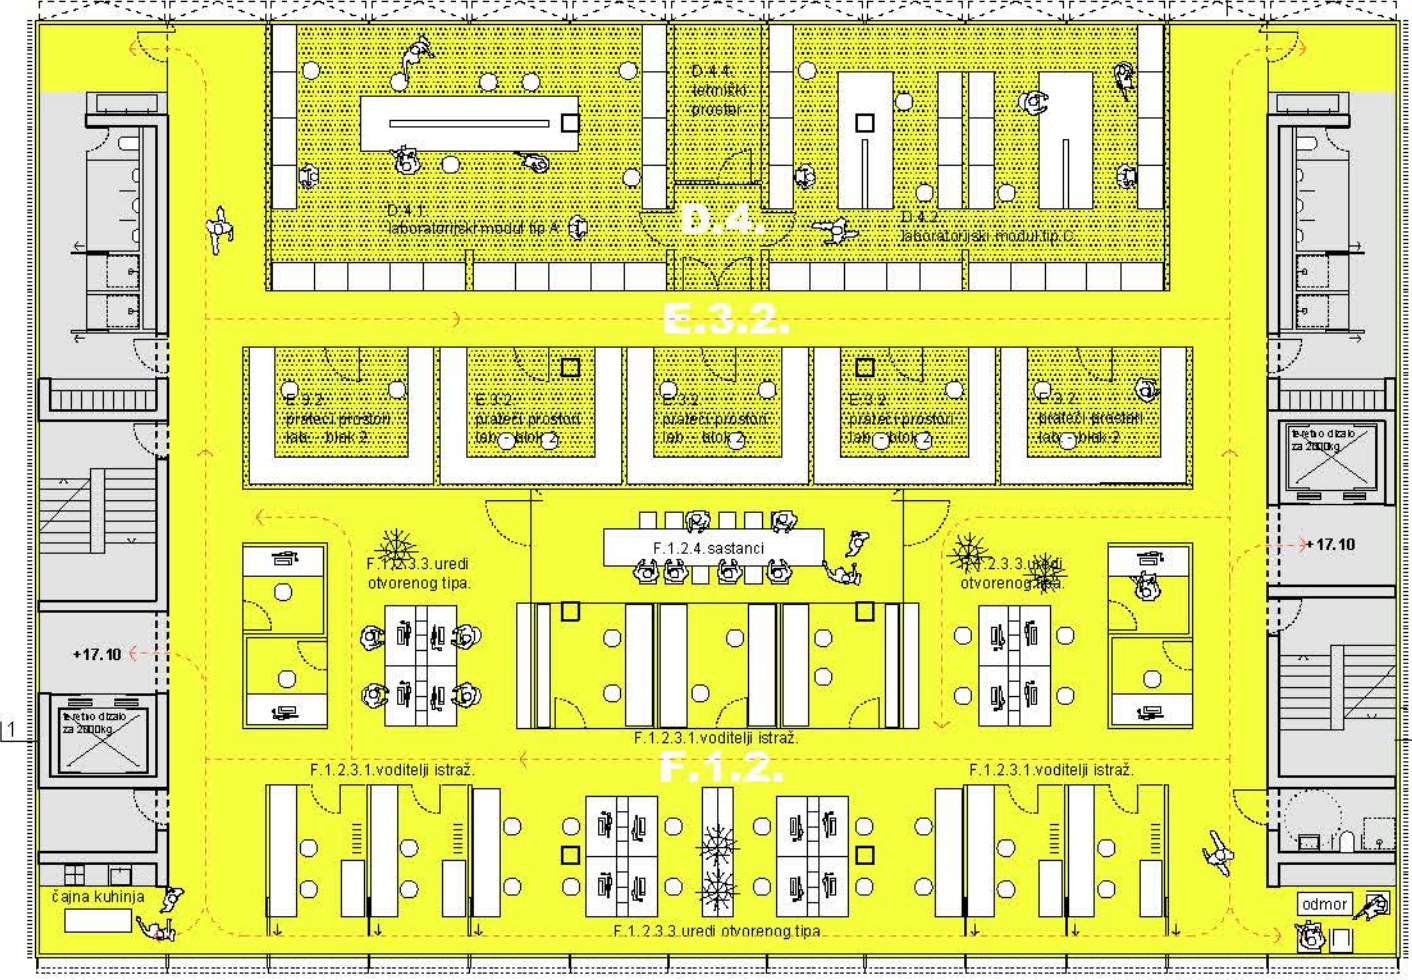 D.4.4.
tehnički
prostor
D.4.1.
laboratorijski modul tip A
D.4.
D.4.2.
laboratorijski modul tip C
E.3.2.
E.3.2.
prateći prostori
lab. - blok 2
E.3.2.
prateći prostori
lab - blok 2
E.3.2.
prateći prostori
lab. - blok 2
E.3.2.
prateći prostori
lab - blok 2
E.3.2.
prateći prostori
lab - blok 2
teretno dizalo
za 2000kg
F.1.2.4.sastanci
+17.10
F.1.2.3.3.uredi
otvorenog tipa.
F.1.2.3.3.uredi
otvorenog tipa.
+17.10
teretno dizalo
za 2000kg
1
F.1.2.3.1.voditelji istraž.
F.1.2.
F.1.2.3.1.voditelji istraž.
F.1.2.3.1.voditelji istraž.
čajna kuhinja
odmor
F.1.2.3.3.uredi otvorenog tipa